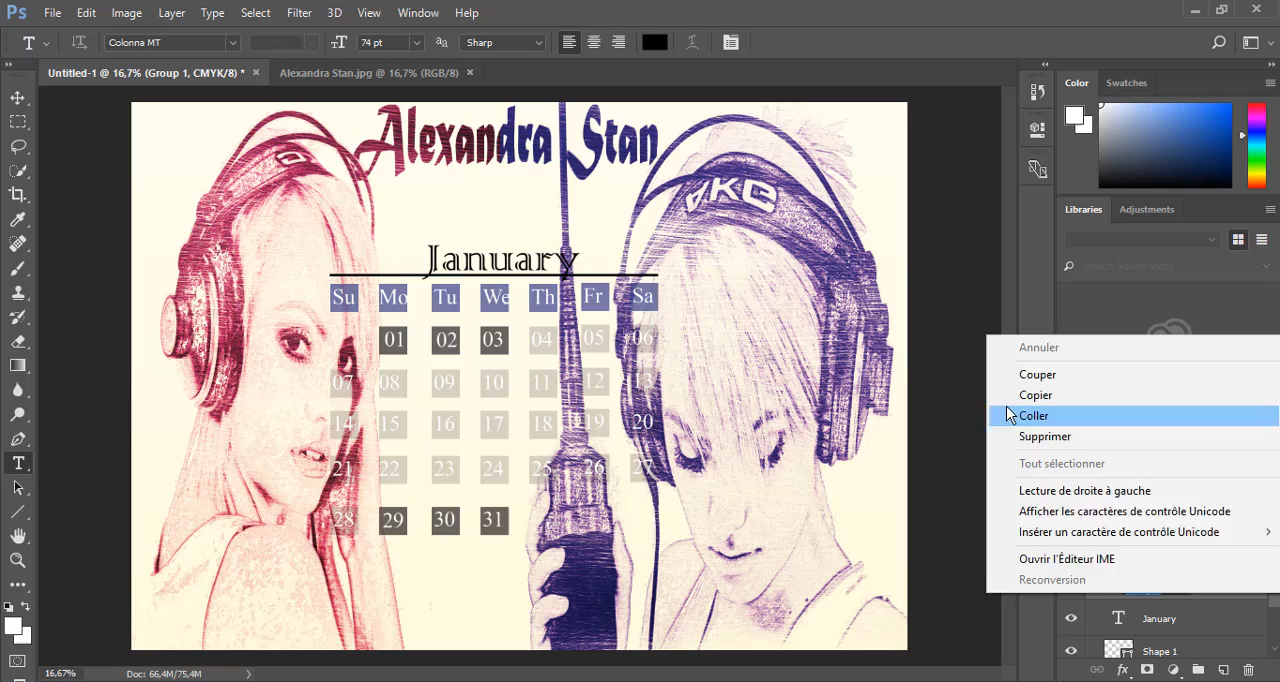 Ps File Edit Image Layer Type Select Filter 3D View Window Help
T Colonna MT 74 pt Sharp
Untitled-1 @ 16,7% (Group 1, CMYK/8) * × Alexandra Stan.jpg @ 16,7% (RGB/8) ×
Color Swatches
Libraries Adjustments
Search Adobe Stock
Alexandra Stan
AKG
January
Su Mo Tu We Th Fr Sa
01 02 03 04 05 06
07 08 09 10 11 12 13
14 15 16 17 18 19 20
21 22 23 24 25 26 27
28 29 30 31
Annuler
Couper
Copier
Coller
Supprimer
Tout sélectionner
Lecture de droite à gauche
Afficher les caractères de contrôle Unicode
Insérer un caractère de contrôle Unicode
Ouvrir l'Éditeur IME
Reconversion
T January
Shape 1
16,67% Doc: 66,4M/75,4M